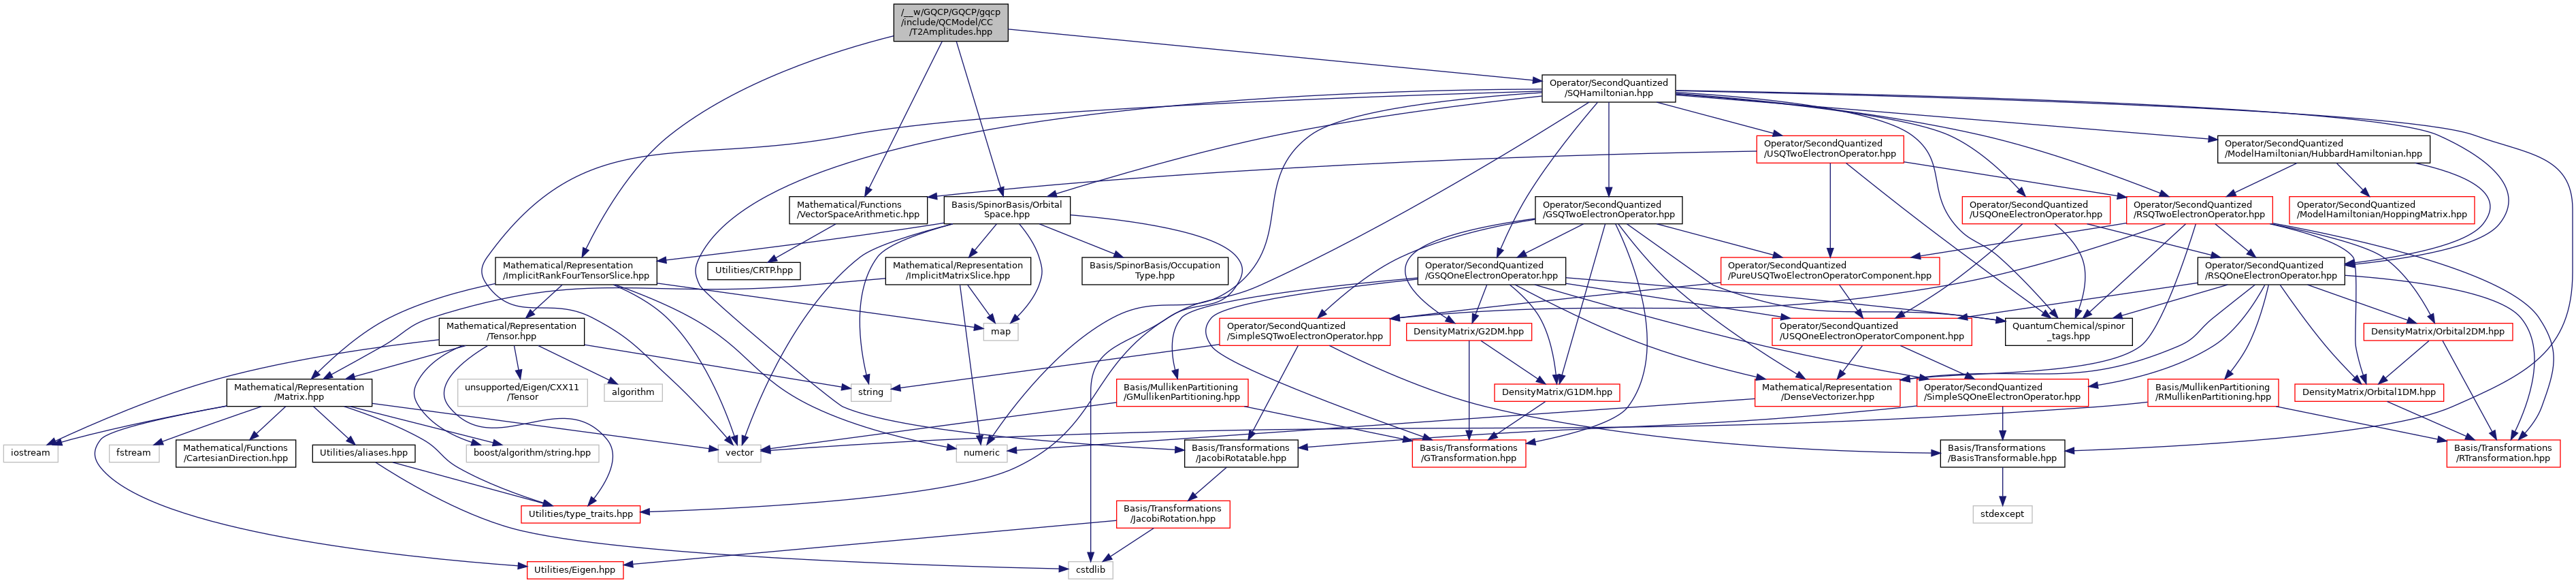 /__w/GQCP/GQCP/gqcp
/include/QCModel/CC
/T2Amplitudes.hpp
Operator/SecondQuantized
/SQHamiltonian.hpp
Operator/SecondQuantized
/USQTwoElectronOperator.hpp
Operator/SecondQuantized
/ModelHamiltonian/HubbardHamiltonian.hpp
Mathematical/Functions
/VectorSpaceArithmetic.hpp
Basis/SpinorBasis/Orbital
Space.hpp
Operator/SecondQuantized
/GSQTwoElectronOperator.hpp
Operator/SecondQuantized
/USQOneElectronOperator.hpp
Operator/SecondQuantized
/RSQTwoElectronOperator.hpp
Operator/SecondQuantized
/ModelHamiltonian/HoppingMatrix.hpp
Mathematical/Representation
/ImplicitRankFourTensorSlice.hpp
Utilities/CRTP.hpp
Mathematical/Representation
/ImplicitMatrixSlice.hpp
Basis/SpinorBasis/Occupation
Type.hpp
Operator/SecondQuantized
/GSQOneElectronOperator.hpp
Operator/SecondQuantized
/PureUSQTwoElectronOperatorComponent.hpp
Operator/SecondQuantized
/RSQOneElectronOperator.hpp
Mathematical/Representation
/Tensor.hpp
map
Operator/SecondQuantized
/SimpleSQTwoElectronOperator.hpp
DensityMatrix/G2DM.hpp
Operator/SecondQuantized
/USQOneElectronOperatorComponent.hpp
QuantumChemical/spinor
_tags.hpp
DensityMatrix/Orbital2DM.hpp
Mathematical/Representation
/Matrix.hpp
unsupported/Eigen/CXX11
/Tensor
algorithm
string
Basis/MullikenPartitioning
/GMullikenPartitioning.hpp
DensityMatrix/G1DM.hpp
Mathematical/Representation
/DenseVectorizer.hpp
Operator/SecondQuantized
/SimpleSQOneElectronOperator.hpp
Basis/MullikenPartitioning
/RMullikenPartitioning.hpp
DensityMatrix/Orbital1DM.hpp
iostream
fstream
Mathematical/Functions
/CartesianDirection.hpp
Utilities/aliases.hpp
boost/algorithm/string.hpp
vector
numeric
Basis/Transformations
/JacobiRotatable.hpp
Basis/Transformations
/GTransformation.hpp
Basis/Transformations
/BasisTransformable.hpp
Basis/Transformations
/RTransformation.hpp
Utilities/type_traits.hpp
Basis/Transformations
/JacobiRotation.hpp
stdexcept
Utilities/Eigen.hpp
cstdlib